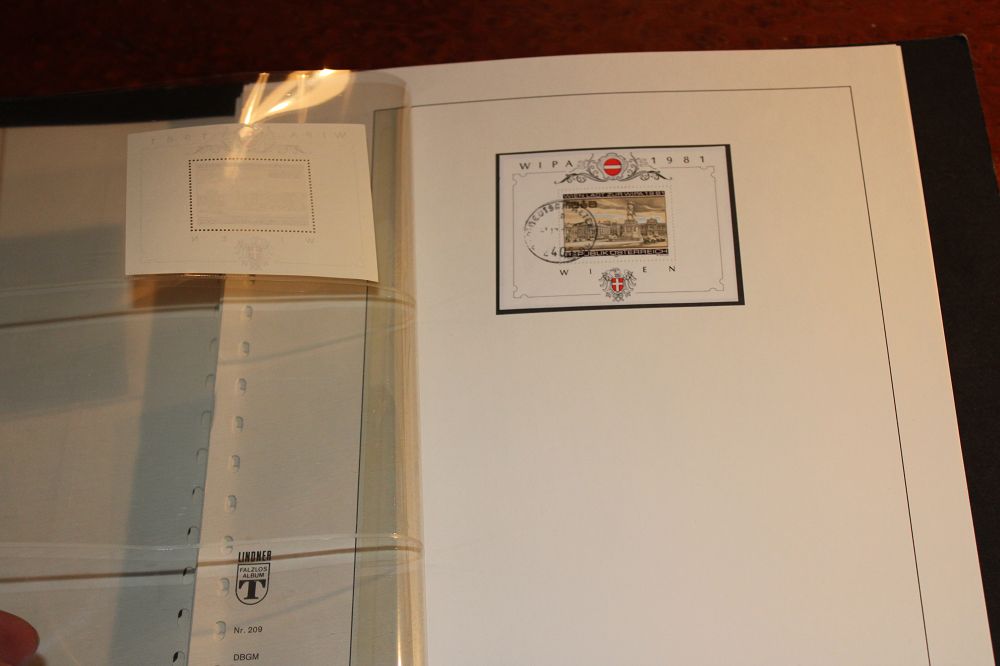 WIPA 1981
WIEN LÄDT ZUR WIPA 1981
REPUBLIK ÖSTERREICH
WIEN
LINDNER
FALZLOS
ALBUM
T
Nr. 209
DBGM